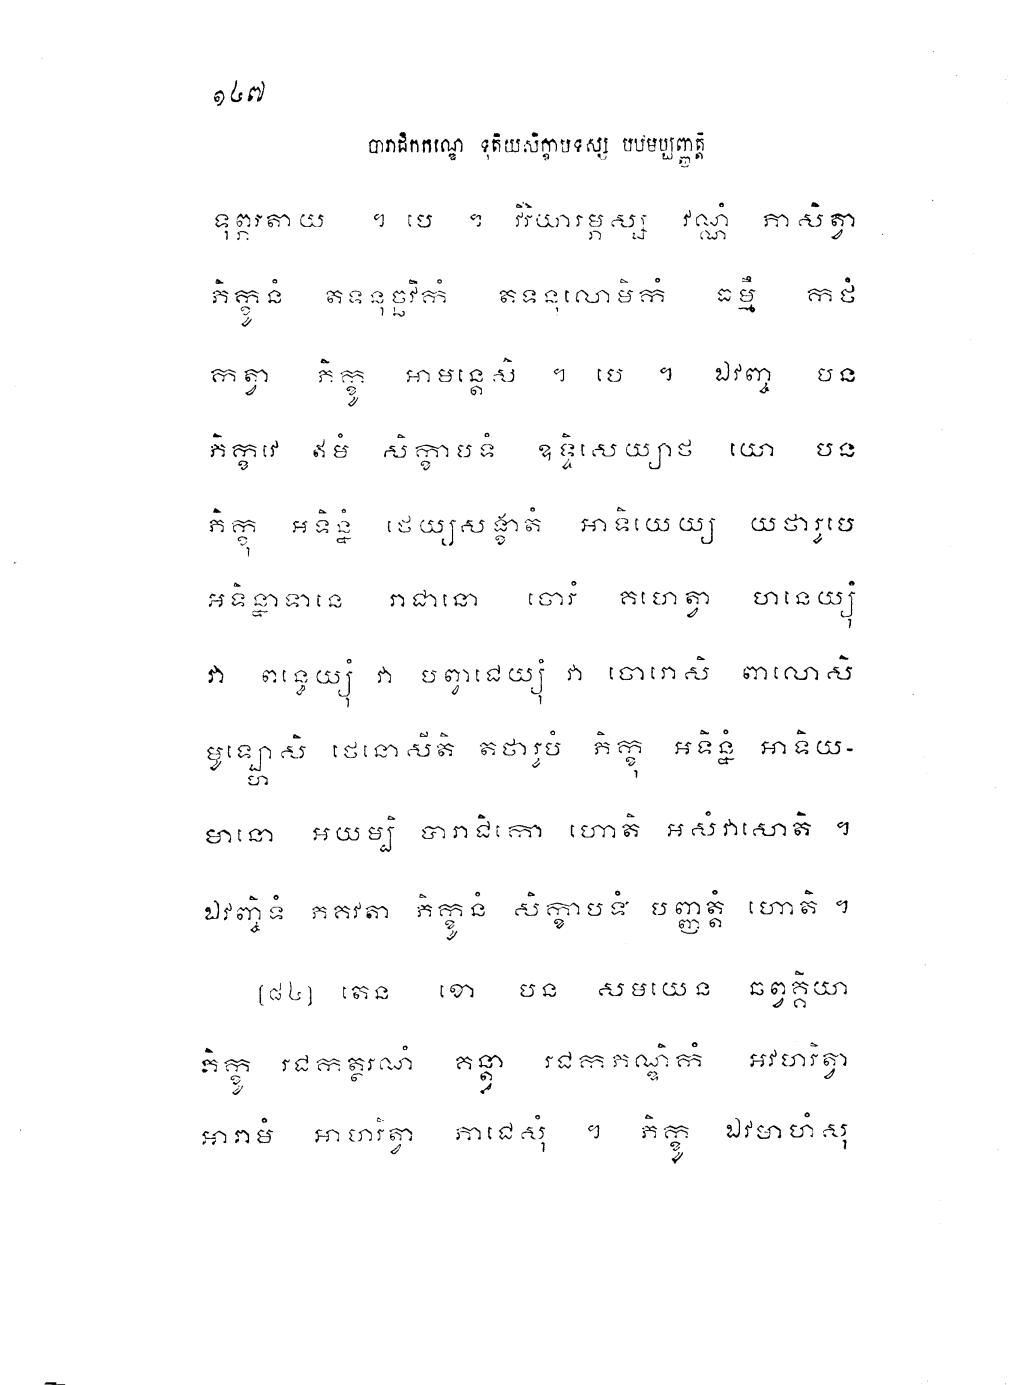 ១៤៧
បារាជិកកណ្ឌេ ទុតិយសិក្ខាបទស្ស បឋមប្បញ្ញត្តិ
ទុព្ភរតាយ ។ បេ ។ វីរិយារម្ភស្ស វណ្ណំ ភាសិត្វា
ភិក្ខូនំ តទនុច្ឆវិកំ តទនុលោមិកំ ធម្មឹ កថំ
កត្វា ភិក្ខូ អាមន្តេសិ ។ បេ ។ ឯវញ្ច បន
ភិក្ខវេ ឥមំ សិក្ខាបទំ ឧទ្ទិសេយ្យាថ យោ បន
ភិក្ខុ អទិន្នំ ថេយ្យសង្ខាតំ អាទិយេយ្យ យថារូបេ
អទិន្នាទានេ រាជានោ ចោរំ គហេត្វា ហនេយ្យុំ
វា ពន្ធេយ្យុំ វា បព្វាជេយ្យុំ វា ចោរោសិ ពាលោសិ
មូឡ្ហោសិ ថេនោសីតិ តថារូបំ ភិក្ខុ អទិន្នំ អាទិយ-
មានោ អយម្បិ បារាជិកោ ហោតិ អសំវាសោតិ ។
ឯវញ្ចិទំ ភគវតា ភិក្ខូនំ សិក្ខាបទំ បញ្ញត្តំ ហោតិ ។
[៨៤] តេន ខោ បន សមយេន ឆព្វគ្គិយា
ភិក្ខូ រជកត្ថរណំ គន្ត្វា រជកភណ្ឌិកំ អវហរិត្វា
អារាមំ អាហរិត្វា ភាជេសុំ ។ ភិក្ខូ ឯវមាហំសុ